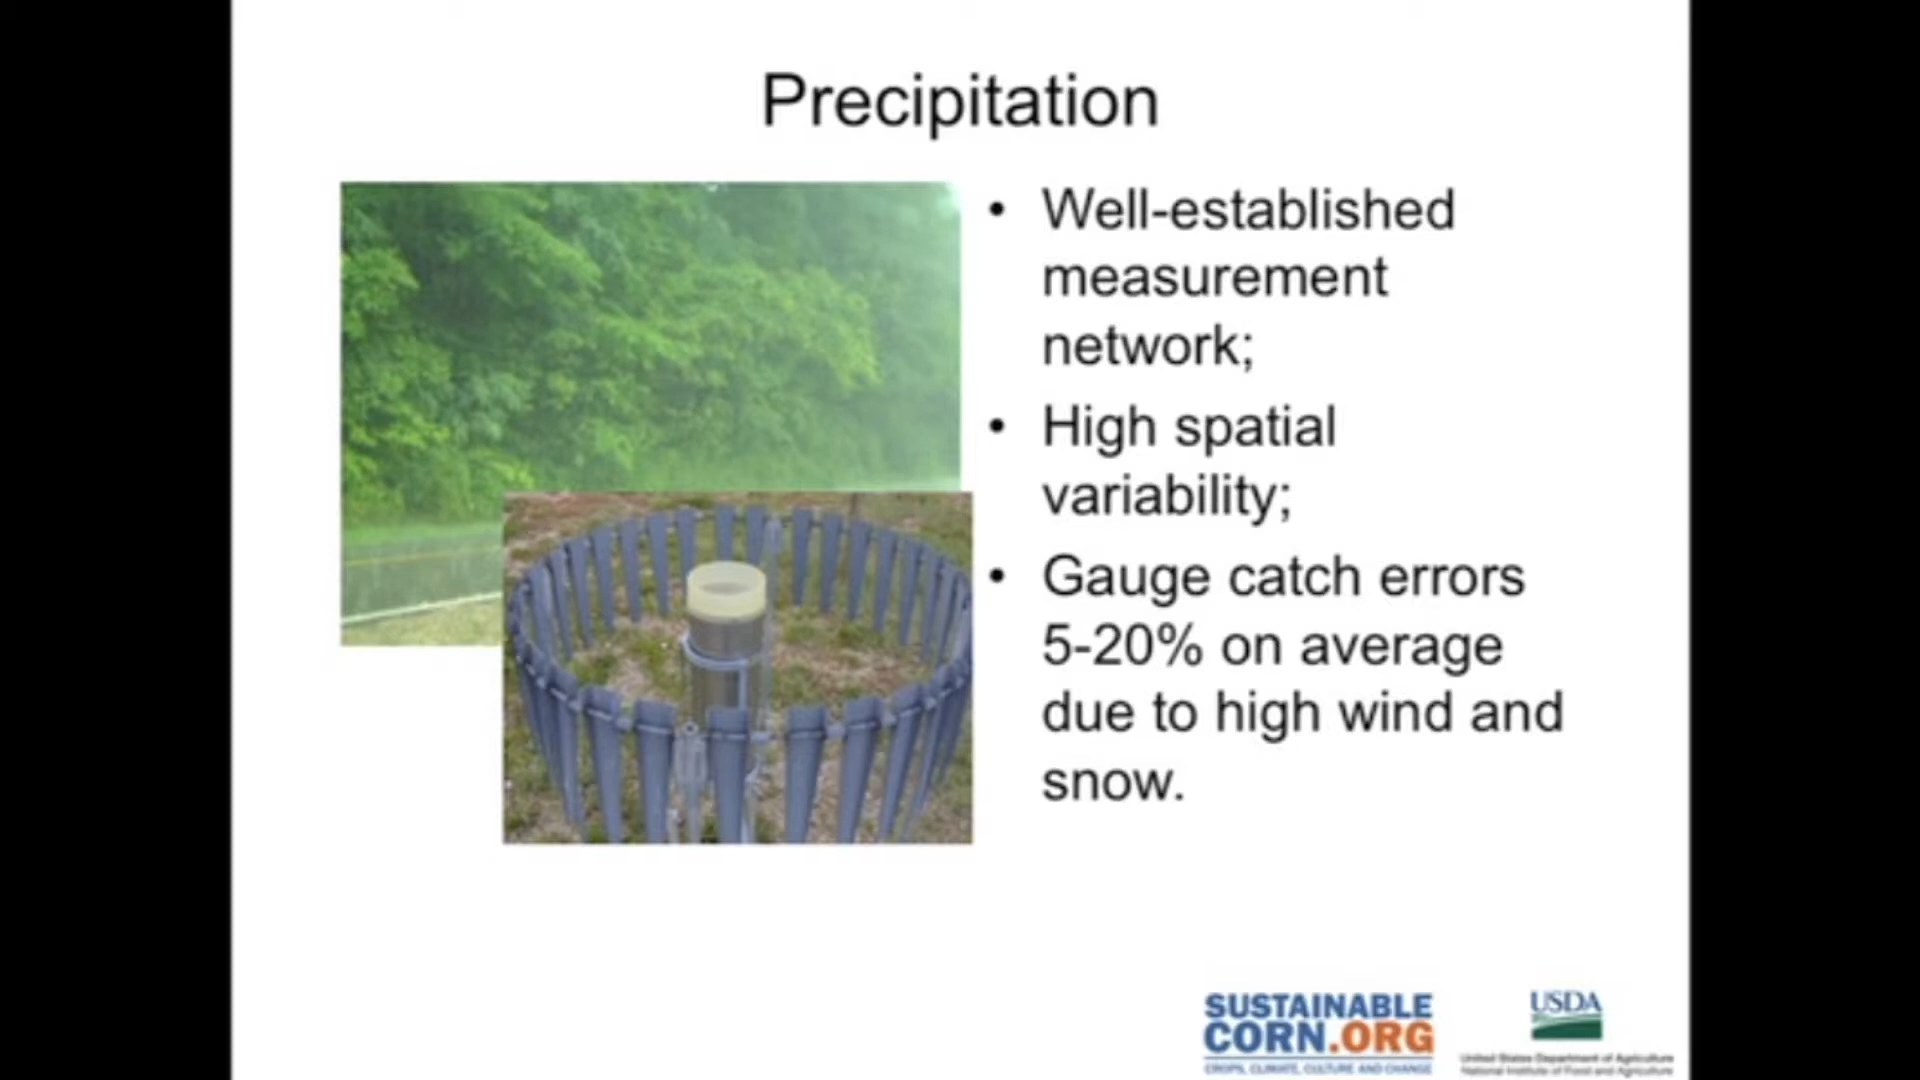 Precipitation
• Well-established
measurement
network;
• High spatial
variability;
• Gauge catch errors
5-20% on average
due to high wind and
snow.
SUSTAINABLE
CORN.ORG
CROPS, CLIMATE, CULTURE AND CHANGE
USDA
United States Department of Agriculture
National Institute of Food and Agriculture